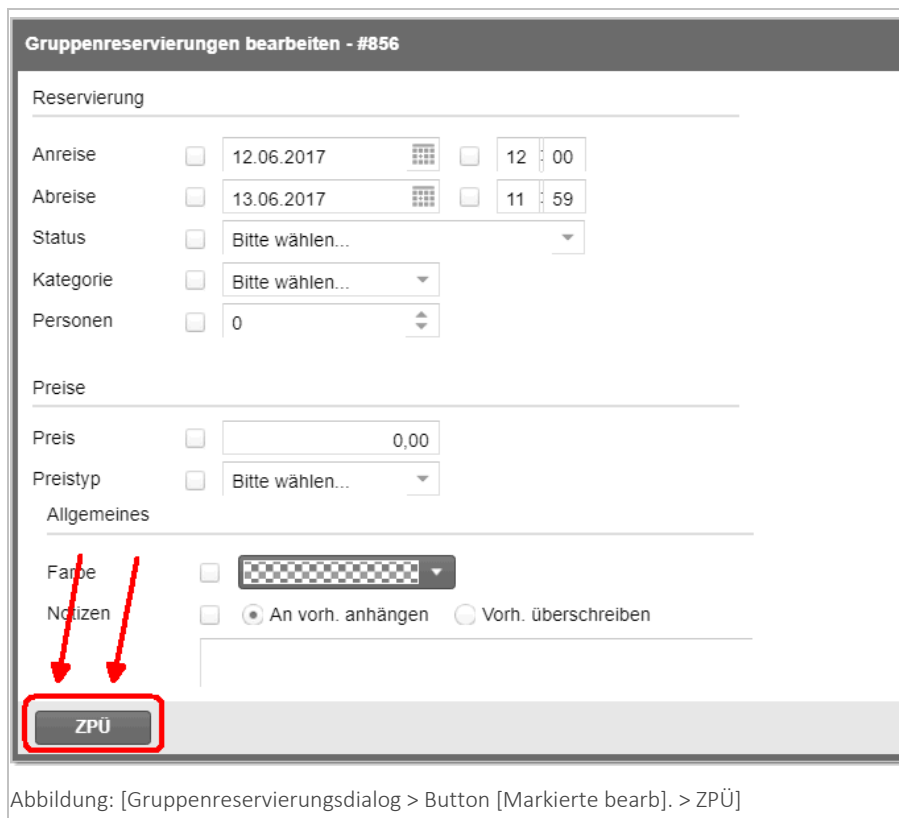 Gruppenreservierungen bearbeiten - #856
Reservierung
Anreise 12.06.2017 12 : 00
Abreise 13.06.2017 11 : 59
Status Bitte wählen...
Kategorie Bitte wählen...
Personen 0
Preise
Preis 0,00
Preistyp Bitte wählen...
Allgemeines
Farbe
Notizen An vorh. anhängen Vorh. überschreiben
ZPÜ
Abbildung: [Gruppenreservierungsdialog > Button [Markierte bearb]. > ZPÜ]